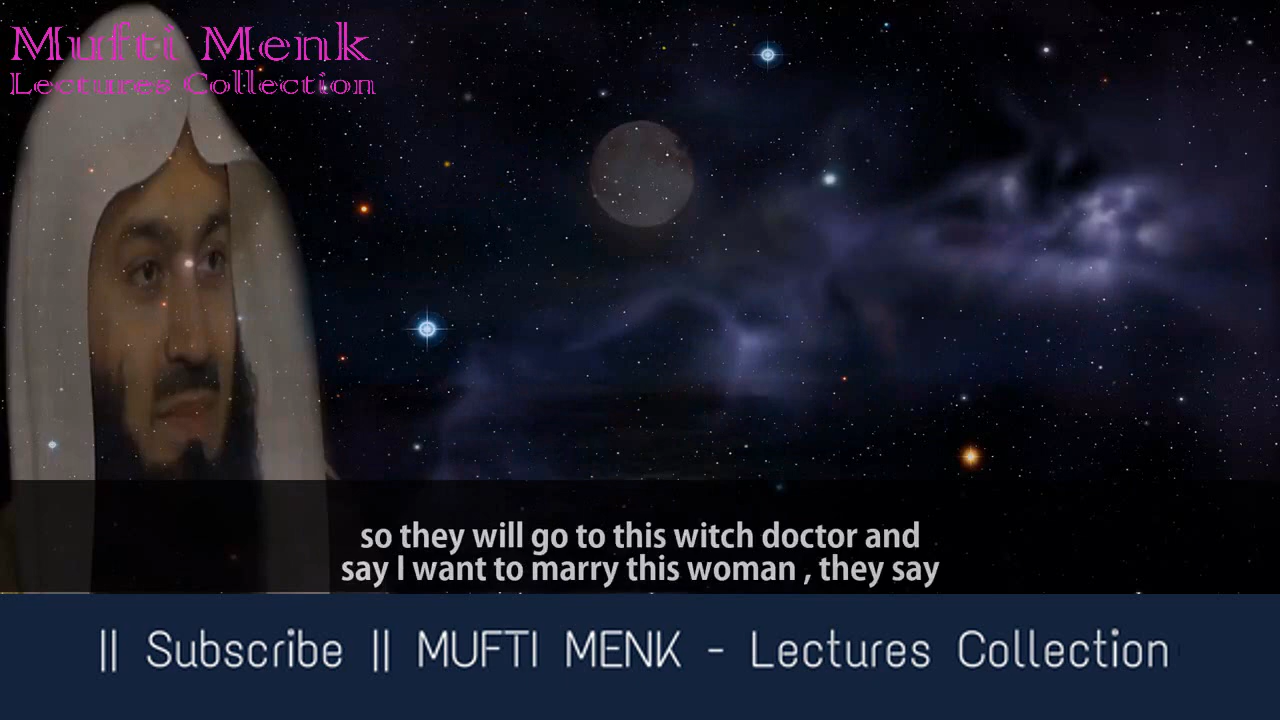 Mufti Menk
Lectures Collection
so they will go to this witch doctor and
say I want to marry this woman , they say
|| Subscribe || MUFTI MENK - Lectures Collection